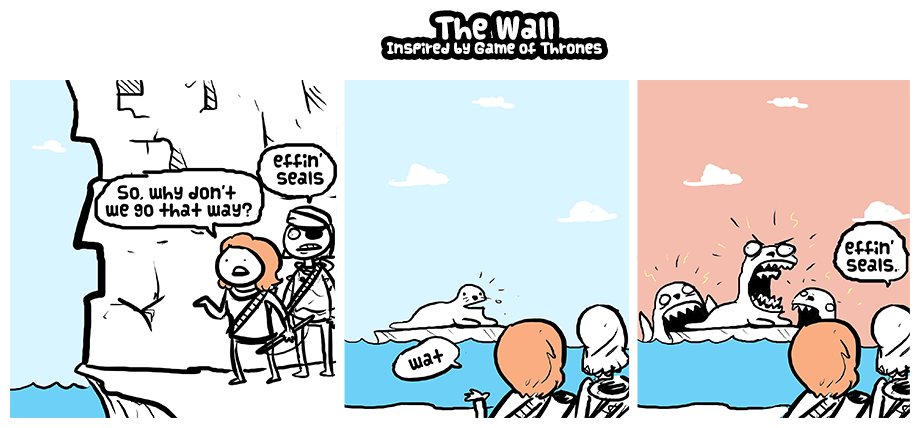 The Wall
Inspired by Game of Thrones
effin'
seals
So, why don't
we go that way?
wat
effin'
seals.